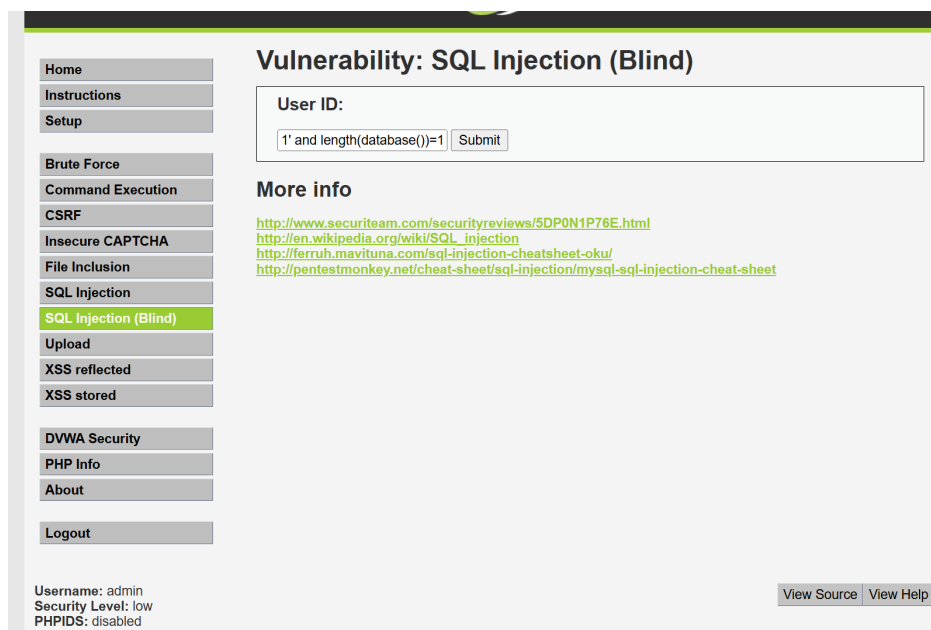 Home
Instructions
Setup
Brute Force
Command Execution
CSRF
Insecure CAPTCHA
File Inclusion
SQL Injection
SQL Injection (Blind)
Upload
XSS reflected
XSS stored
DVWA Security
PHP Info
About
Logout
Username: admin
Security Level: low
PHPIDS: disabled
Vulnerability: SQL Injection (Blind)
User ID:
1' and length(database())=1 Submit
More info
http://www.securiteam.com/securityreviews/5DP0N1P76E.html
http://en.wikipedia.org/wiki/SQL_injection
http://ferruh.mavituna.com/sql-injection-cheatsheet-oku/
http://pentestmonkey.net/cheat-sheet/sql-injection/mysql-sql-injection-cheat-sheet
View Source View Help